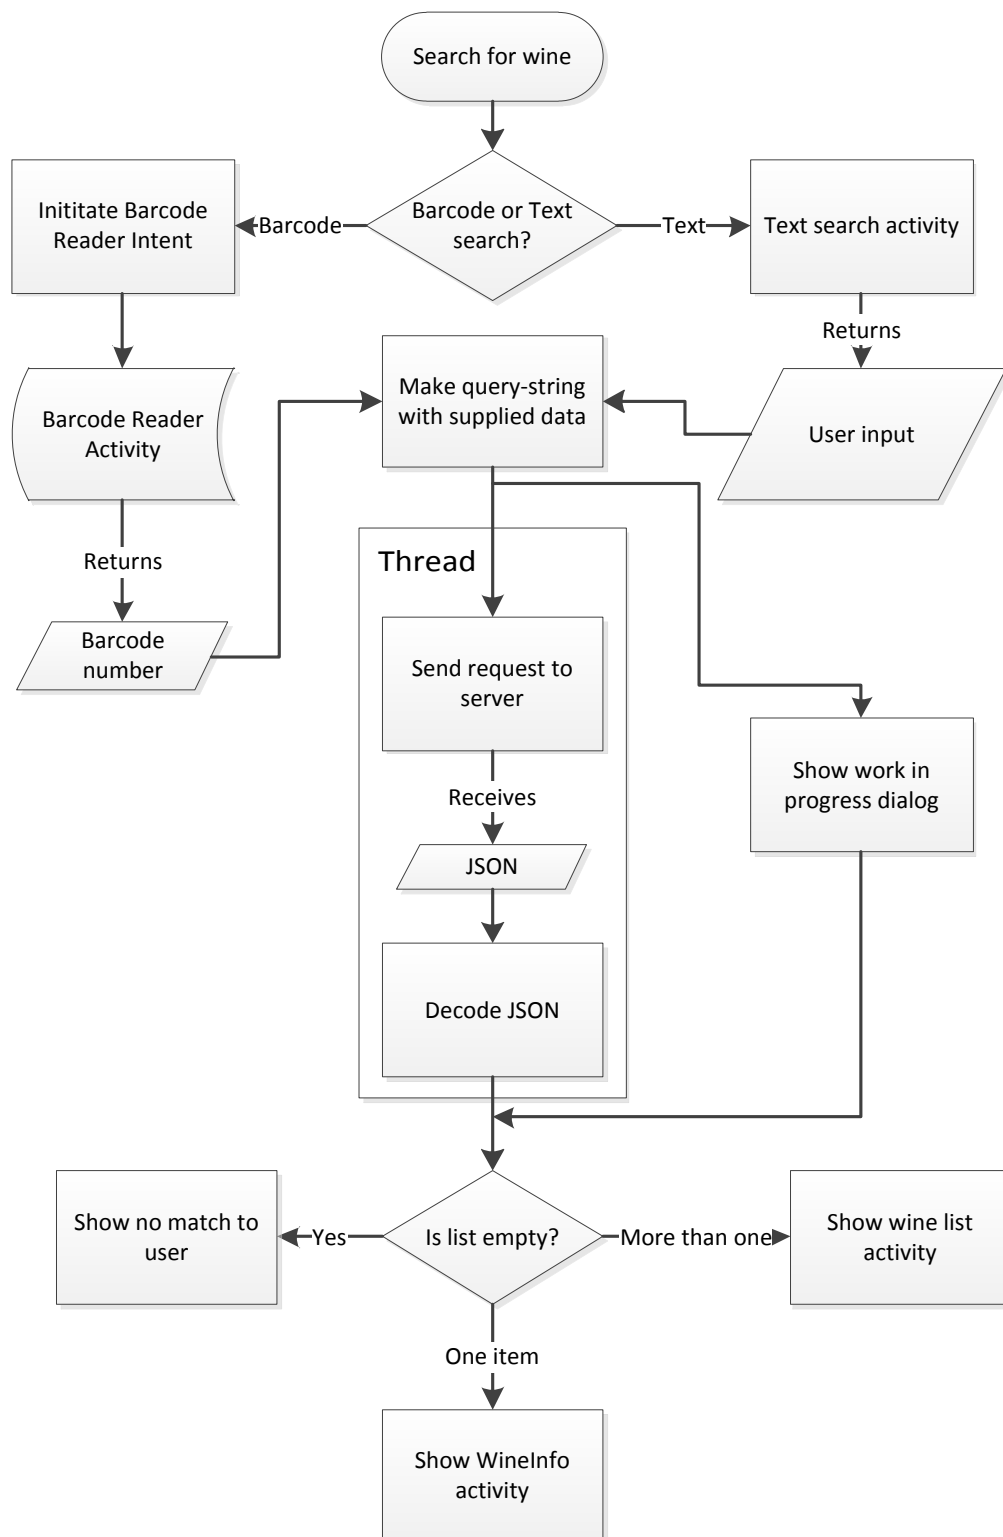 Search for wine
Barcode or Text
search?
Barcode
Text
Inititate Barcode
Reader Intent
Text search activity
Returns
Make query-string
with supplied data
Barcode Reader
Activity
User input
Returns
Thread
Barcode
number
Send request to
server
Show work in
progress dialog
Receives
JSON
Decode JSON
Show no match to
user
Yes
Is list empty?
More than one
Show wine list
activity
One item
Show WineInfo
activity